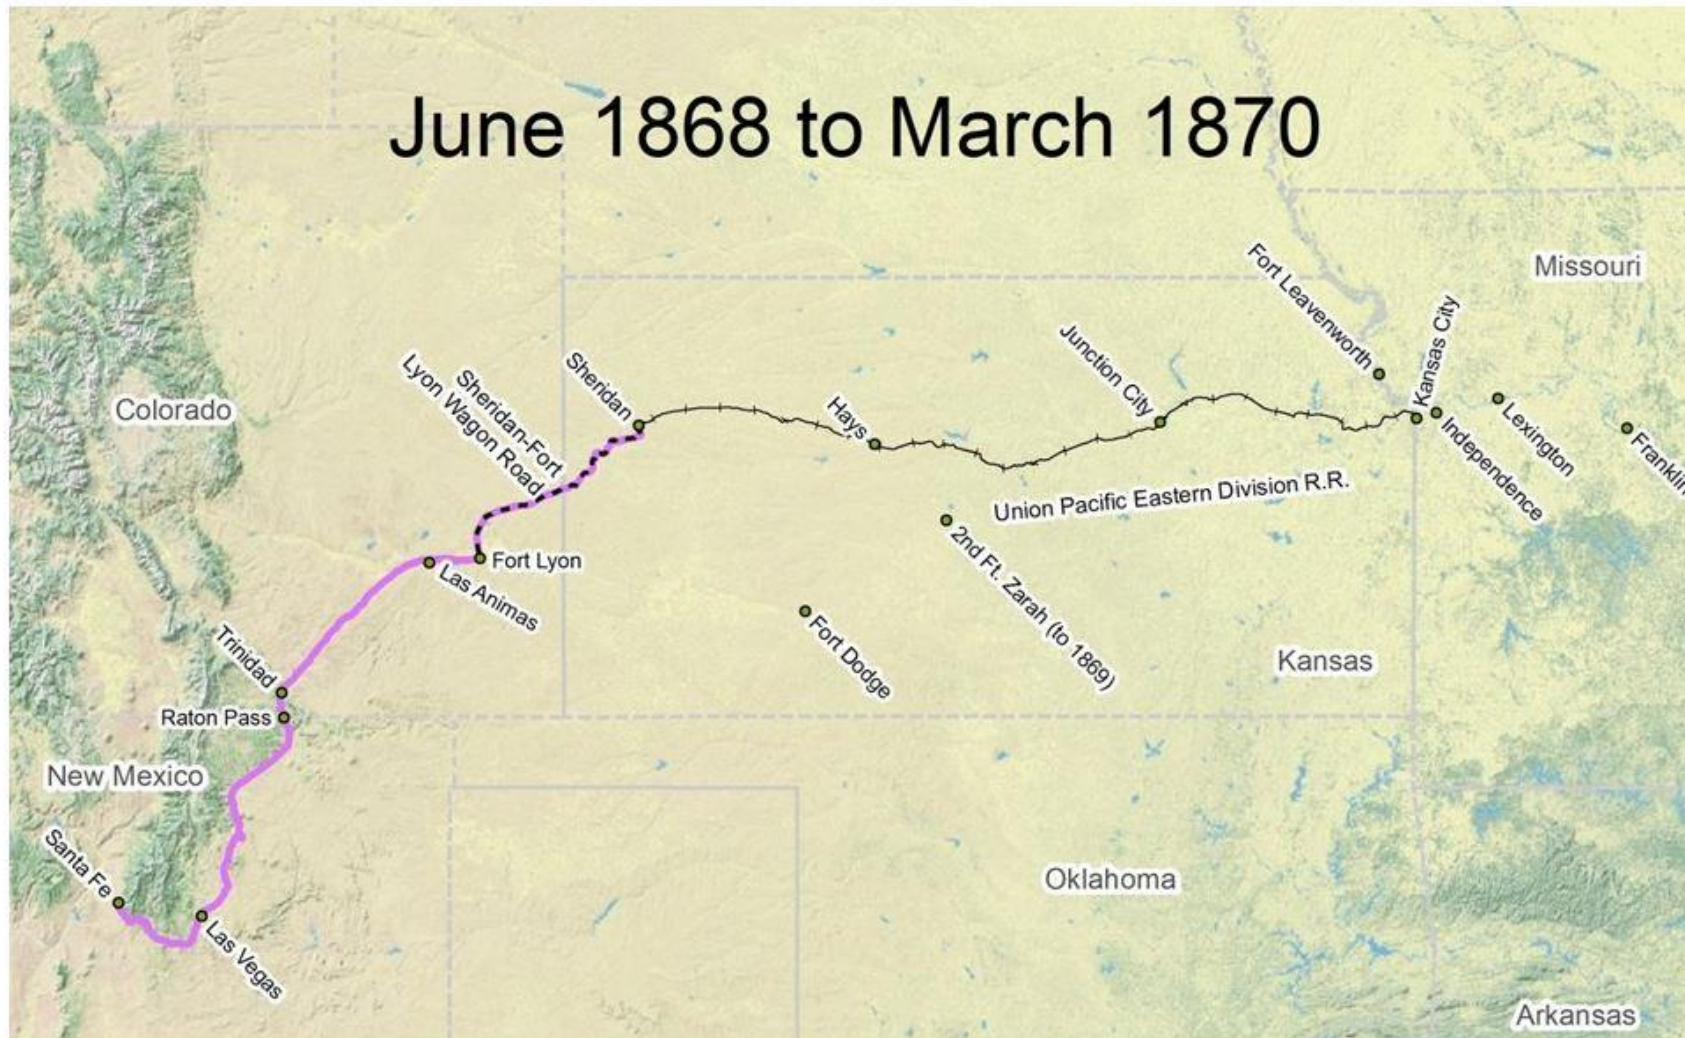 June 1868 to March 1870
Missouri
Fort Leavenworth
Kansas City
Junction City
Sheridan
Sheridan-Fort
Lyon Wagon Road
Hays
Colorado
Lexington
Independence
Franklin
Union Pacific Eastern Division R.R.
2nd Ft. Zarah (to 1869)
Fort Lyon
Las Animas
Fort Dodge
Trinidad
Kansas
Raton Pass
New Mexico
Santa Fe
Las Vegas
Oklahoma
Arkansas